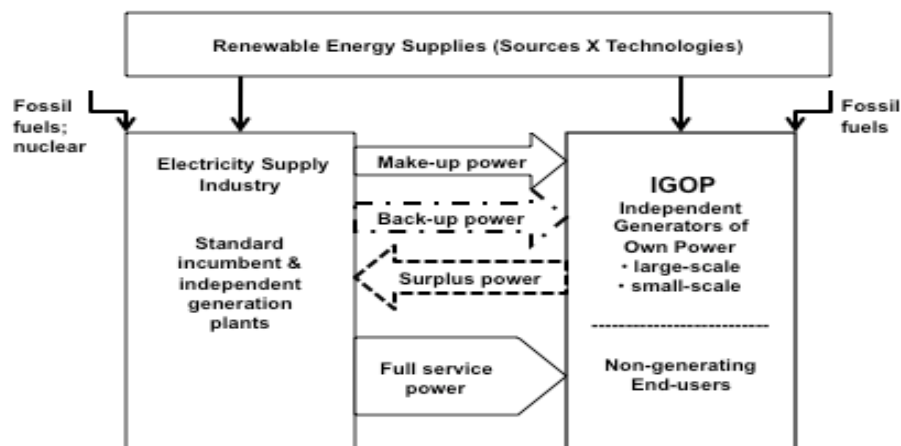 Renewable Energy Supplies (Sources X Technologies)
Fossil
fuels;
nuclear
Fossil
fuels
Electricity Supply
Industry
Standard
incumbent &
independent
generation
plants
Make-up power
Back-up power
Surplus power
Full service
power
IGOP
Independent
Generators of
Own Power
· large-scale
· small-scale
Non-generating
End-users